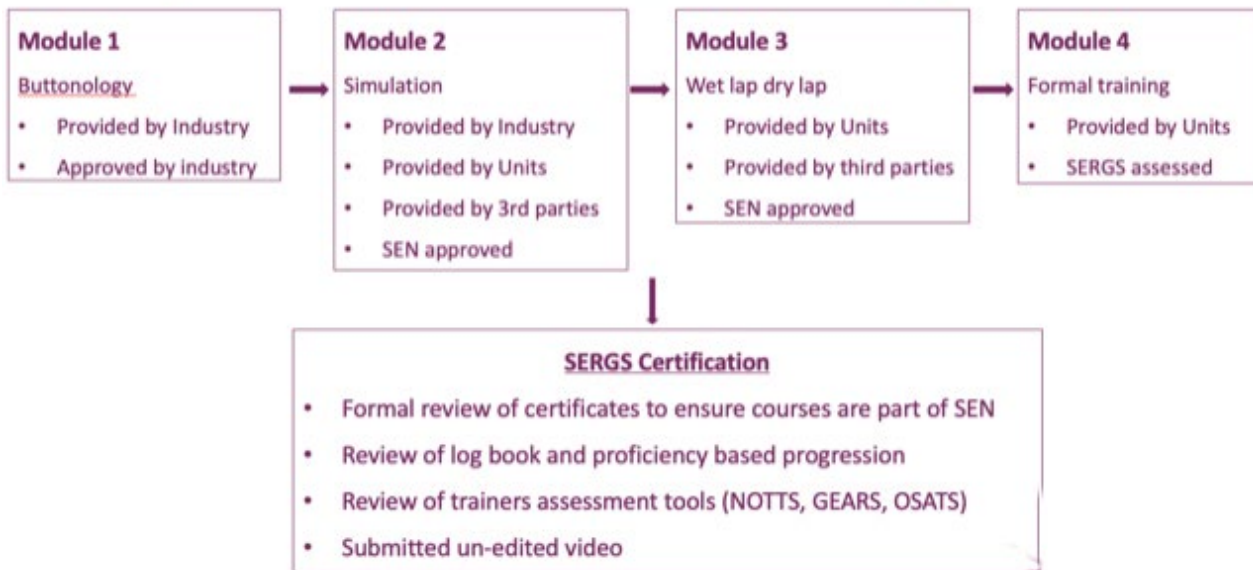 Module 1
Buttonology
• Provided by Industry
• Approved by industry
Module 2
Simulation
• Provided by Industry
• Provided by Units
• Provided by 3rd parties
• SEN approved
Module 3
Wet lap dry lap
• Provided by Units
• Provided by third parties
• SEN approved
Module 4
Formal training
• Provided by Units
• SERGS assessed
SERGS Certification
• Formal review of certificates to ensure courses are part of SEN
• Review of log book and proficiency based progression
• Review of trainers assessment tools (NOTTS, GEARS, OSATS)
• Submitted un-edited video